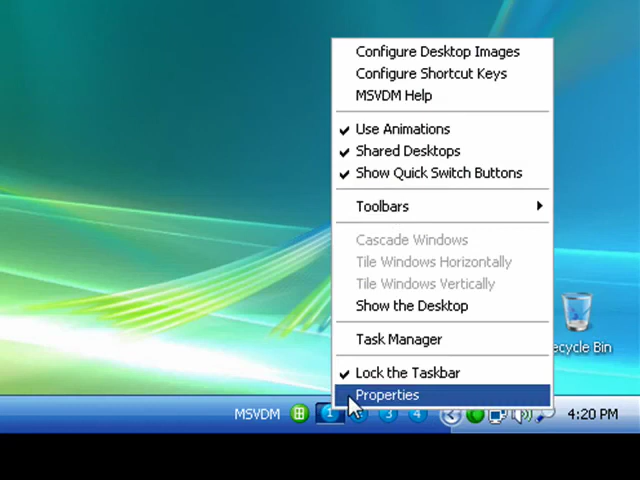 Configure Desktop Images
Configure Shortcut Keys
MSVDM Help
Use Animations
Shared Desktops
Show Quick Switch Buttons
Toolbars
Cascade Windows
Tile Windows Horizontally
Tile Windows Vertically
Show the Desktop
Task Manager
Lock the Taskbar
Properties
ecycle Bin
MSVDM 1 3 4 4:20 PM